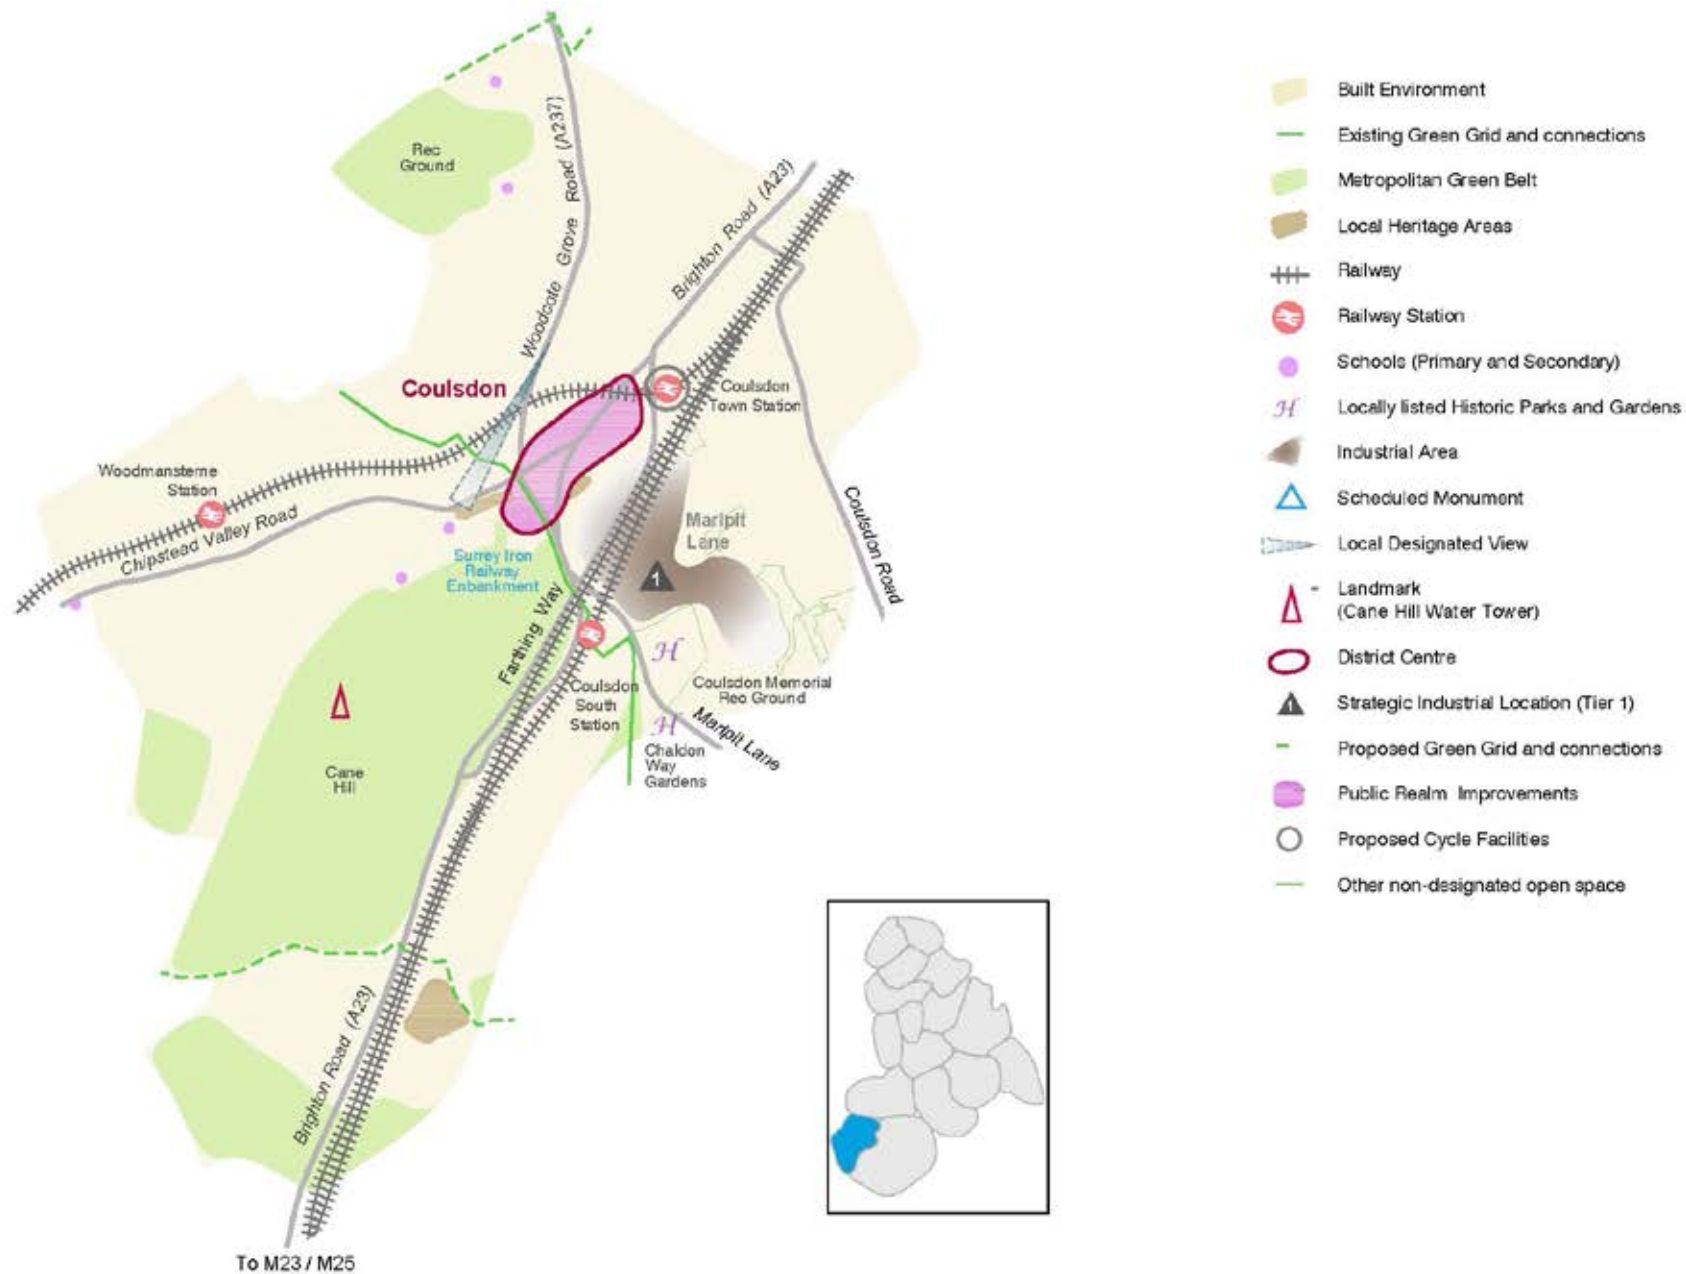 Rec
Ground
Woodcote Grove Road (A237)
Brighton Road (A23)
Coulsdon
Coulsdon
Town Station
Woodmansterne
Station
Chipstead Valley Road
Surrey Iron
Railway
Enbankment
Marlpit
Lane
1
Coulsdon Road
Farthing Way
H
Coulsdon
South
Station
Coulsdon Memorial
Rec Ground
H
Marlpit Lane
Chaldon
Way
Gardens
Cane
Hill
Brighton Road (A23)
To M23 / M25
Built Environment
Existing Green Grid and connections
Metropolitan Green Belt
Local Heritage Areas
Railway
Railway Station
Schools (Primary and Secondary)
H Locally listed Historic Parks and Gardens
Industrial Area
Scheduled Monument
Local Designated View
Landmark
(Cane Hill Water Tower)
District Centre
1 Strategic Industrial Location (Tier 1)
Proposed Green Grid and connections
Public Realm Improvements
Proposed Cycle Facilities
Other non-designated open space